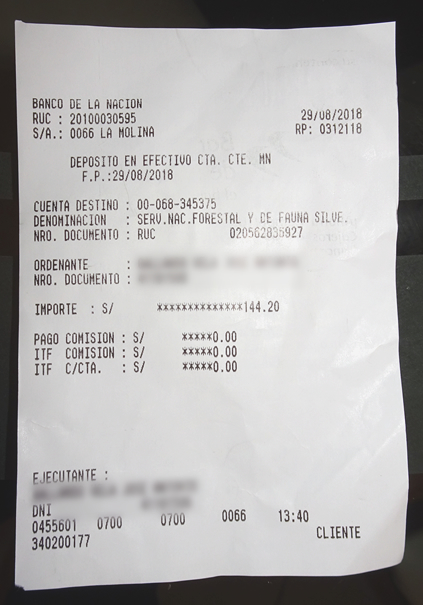 BANCO DE LA NACION
RUC : 20100030595 29/08/2018
S/A.: 0066 LA MOLINA RP: 0312118
DEPOSITO EN EFECTIVO CTA. CTE. MN
F.P.:29/08/2018
CUENTA DESTINO : 00-068-345375
DENOMINACION : SERV.NAC.FORESTAL Y DE FAUNA SILVE.
NRO. DOCUMENTO : RUC 020562836927
ORDENANTE :
NRO. DOCUMENTO :
IMPORTE : S/ **************144.20
PAGO COMISION : S/ *****0.00
ITF COMISION : S/ *****0.00
ITF C/CTA. : S/ *****0.00
EJECUTANTE :
DNI
0455601 0700 0700 0066 13:40
340200177 CLIENTE